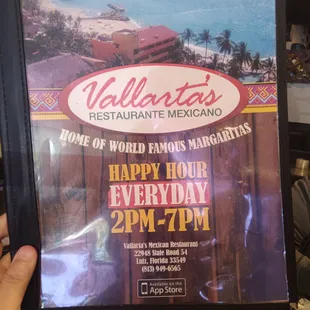 Vallarta's
RESTAURANTE MEXICANO
HOME OF WORLD FAMOUS MARGARITAS
HAPPY HOUR
EVERYDAY
2PM-7PM
Vallarta's Mexican Restaurant
22948 State Road 54
Lutz, Florida 33549
(813) 949-6565
Available on the
App Store